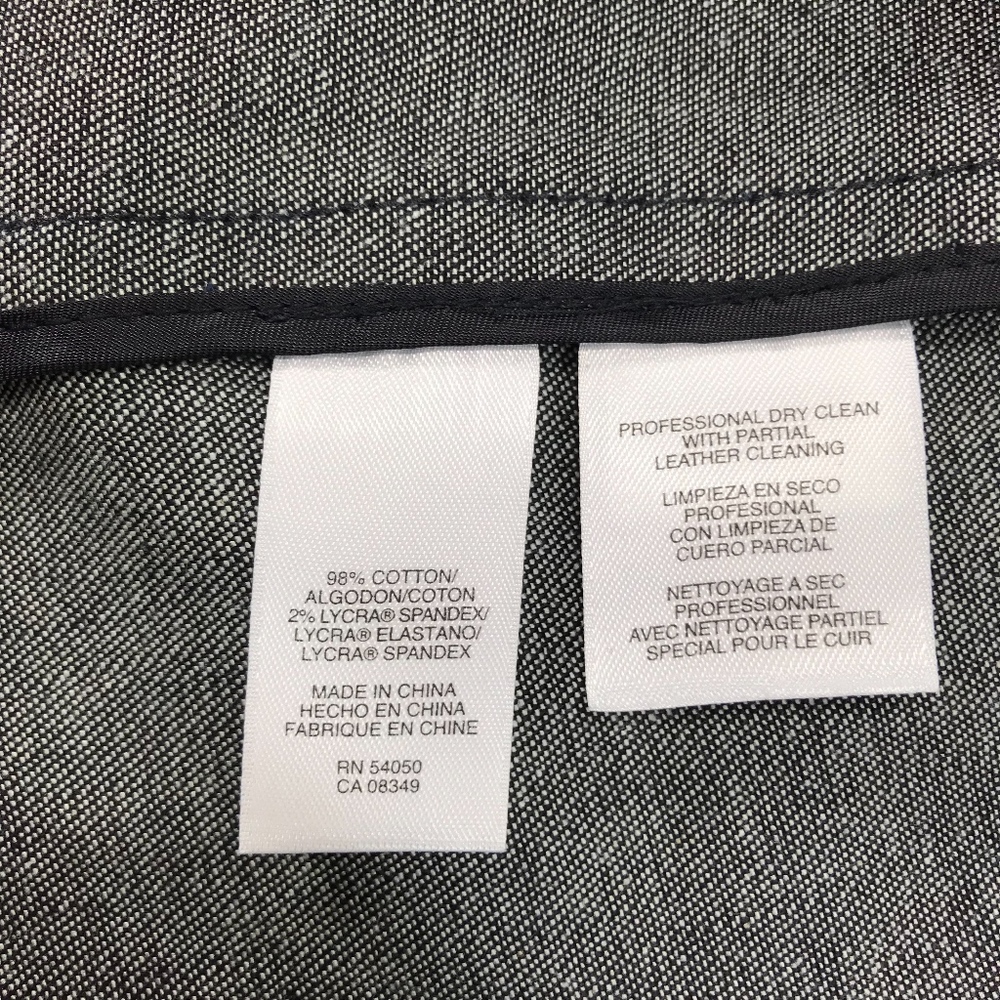 98% COTTON/
ALGODON/COTON
2% LYCRA® SPANDEX/
LYCRA® ELASTANO/
LYCRA® SPANDEX
MADE IN CHINA
HECHO EN CHINA
FABRIQUE EN CHINE
RN 54050
CA 08349
PROFESSIONAL DRY CLEAN
WITH PARTIAL
LEATHER CLEANING
LIMPIEZA EN SECO
PROFESIONAL
CON LIMPIEZA DE
CUERO PARCIAL
NETTOYAGE A SEC
PROFESSIONNEL
AVEC NETTOYAGE PARTIEL
SPECIAL POUR LE CUIR